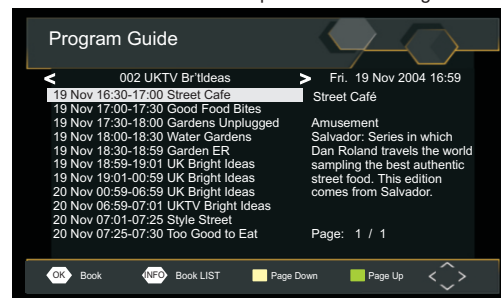 Program Guide
< 002 UKTV Br'tIdeas > Fri. 19 Nov 2004 16:59
19 Nov 16:30-17:00 Street Cafe
19 Nov 17:00-17:30 Good Food Bites
19 Nov 17:30-18:00 Gardens Unplugged
19 Nov 18:00-18:30 Water Gardens
19 Nov 18:30-18:59 Garden ER
19 Nov 18:59-19:01 UK Bright Ideas
19 Nov 19:01-00:59 UK Bright Ideas
20 Nov 00:59-06:59 UK Bright Ideas
20 Nov 06:59-07:01 UKTV Bright Ideas
20 Nov 07:01-07:25 Style Street
20 Nov 07:25-07:30 Too Good to Eat
Street Café
Amusement
Salvador: Series in which
Dan Roland travels the world
sampling the best authentic
street food. This edition
comes from Salvador.
Page: 1 / 1
OK Book INFO Book LIST Page Down Page Up